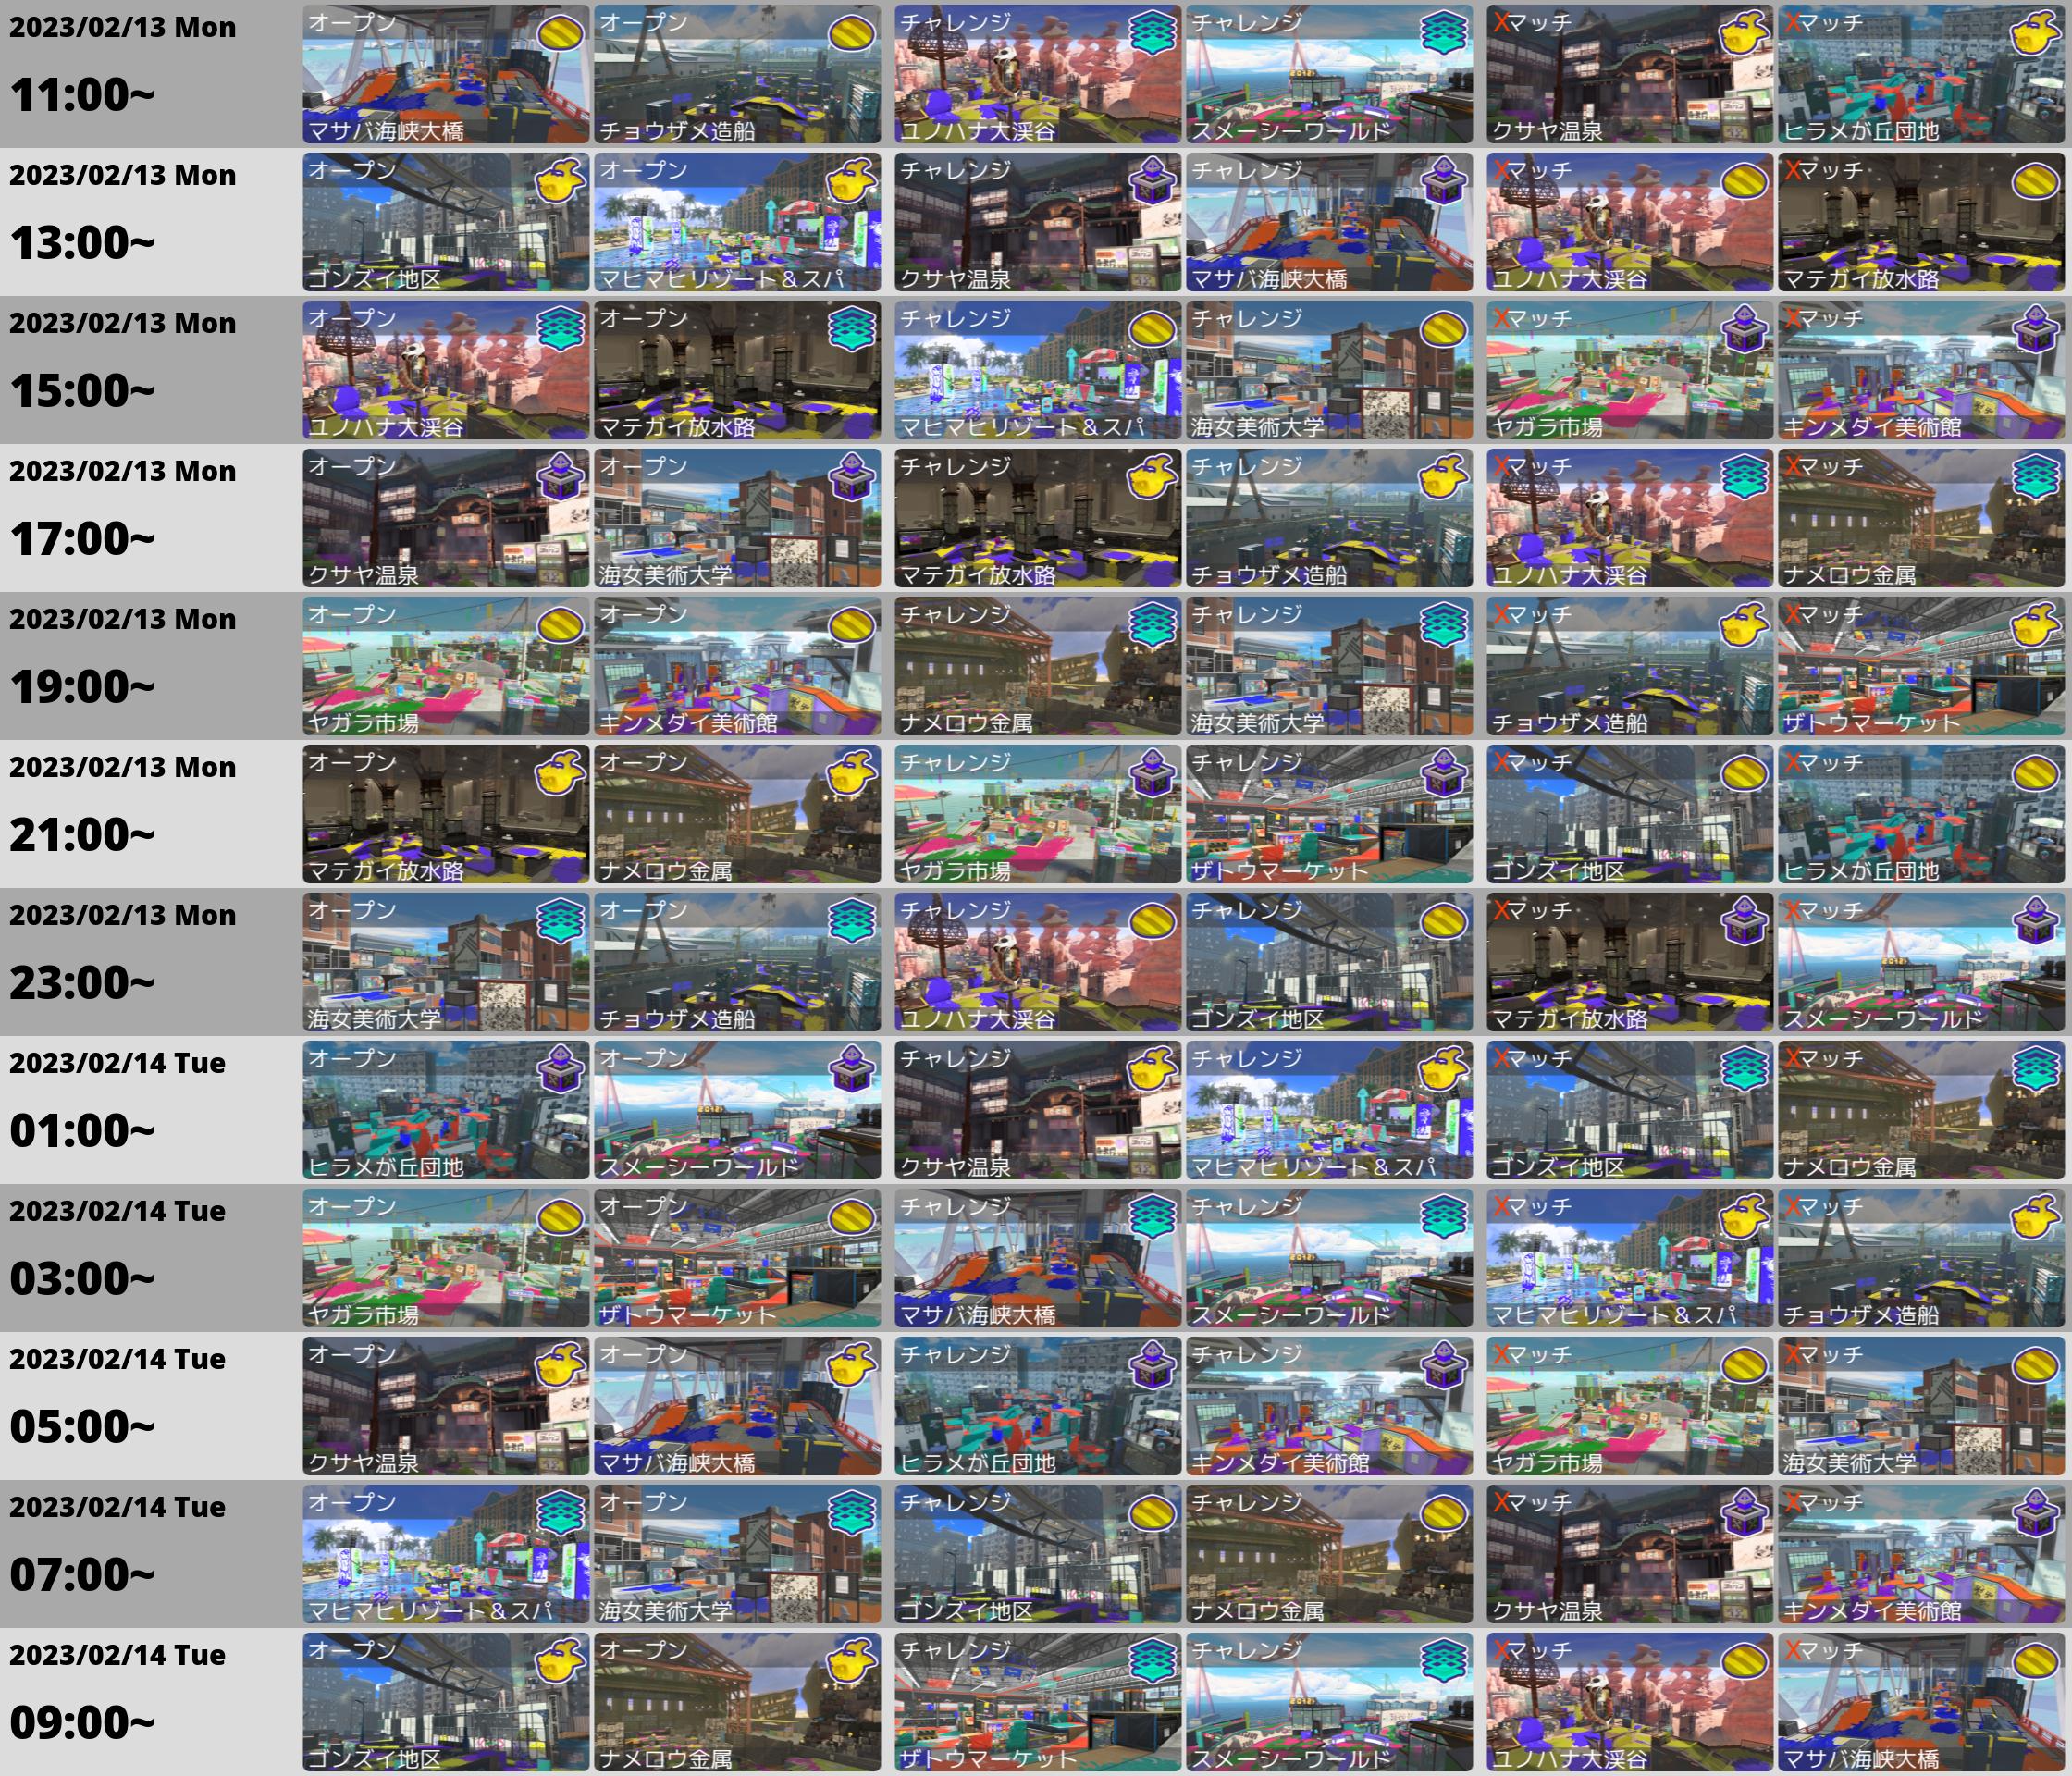 2023/02/13 Mon
11:00~
オープン オープン チャレンジ チャレンジ Xマッチ Xマッチ
マサバ海峡大橋 チョウザメ造船 ユノハナ大渓谷 スメーシーワールド クサヤ温泉 ヒラメが丘団地
2023/02/13 Mon
13:00~
オープン オープン チャレンジ チャレンジ Xマッチ Xマッチ
ゴンズイ地区 マヒマヒリゾート＆スパ クサヤ温泉 マサバ海峡大橋 ユノハナ大渓谷 マテガイ放水路
2023/02/13 Mon
15:00~
オープン オープン チャレンジ チャレンジ Xマッチ Xマッチ
ユノハナ大渓谷 マテガイ放水路 マヒマヒリゾート＆スパ 海女美術大学 ヤガラ市場 キンメダイ美術館
2023/02/13 Mon
17:00~
オープン オープン チャレンジ チャレンジ Xマッチ Xマッチ
クサヤ温泉 海女美術大学 マテガイ放水路 チョウザメ造船 ユノハナ大渓谷 ナメロウ金属
2023/02/13 Mon
19:00~
オープン オープン チャレンジ チャレンジ Xマッチ Xマッチ
ヤガラ市場 キンメダイ美術館 ナメロウ金属 海女美術大学 チョウザメ造船 ザトウマーケット
2023/02/13 Mon
21:00~
オープン オープン チャレンジ チャレンジ Xマッチ Xマッチ
マテガイ放水路 ナメロウ金属 ヤガラ市場 ザトウマーケット ゴンズイ地区 ヒラメが丘団地
2023/02/13 Mon
23:00~
オープン オープン チャレンジ チャレンジ Xマッチ Xマッチ
海女美術大学 チョウザメ造船 ユノハナ大渓谷 ゴンズイ地区 マテガイ放水路 スメーシーワールド
2023/02/14 Tue
01:00~
オープン オープン チャレンジ チャレンジ Xマッチ Xマッチ
ヒラメが丘団地 スメーシーワールド クサヤ温泉 マヒマヒリゾート＆スパ ゴンズイ地区 ナメロウ金属
2023/02/14 Tue
03:00~
オープン オープン チャレンジ チャレンジ Xマッチ Xマッチ
ヤガラ市場 ザトウマーケット マサバ海峡大橋 スメーシーワールド マヒマヒリゾート＆スパ チョウザメ造船
2023/02/14 Tue
05:00~
オープン オープン チャレンジ チャレンジ Xマッチ Xマッチ
クサヤ温泉 マサバ海峡大橋 ヒラメが丘団地 キンメダイ美術館 ヤガラ市場 海女美術大学
2023/02/14 Tue
07:00~
オープン オープン チャレンジ チャレンジ Xマッチ Xマッチ
マヒマヒリゾート＆スパ 海女美術大学 ゴンズイ地区 ナメロウ金属 クサヤ温泉 キンメダイ美術館
2023/02/14 Tue
09:00~
オープン オープン チャレンジ チャレンジ Xマッチ Xマッチ
ゴンズイ地区 ナメロウ金属 ザトウマーケット スメーシーワールド ユノハナ大渓谷 マサバ海峡大橋